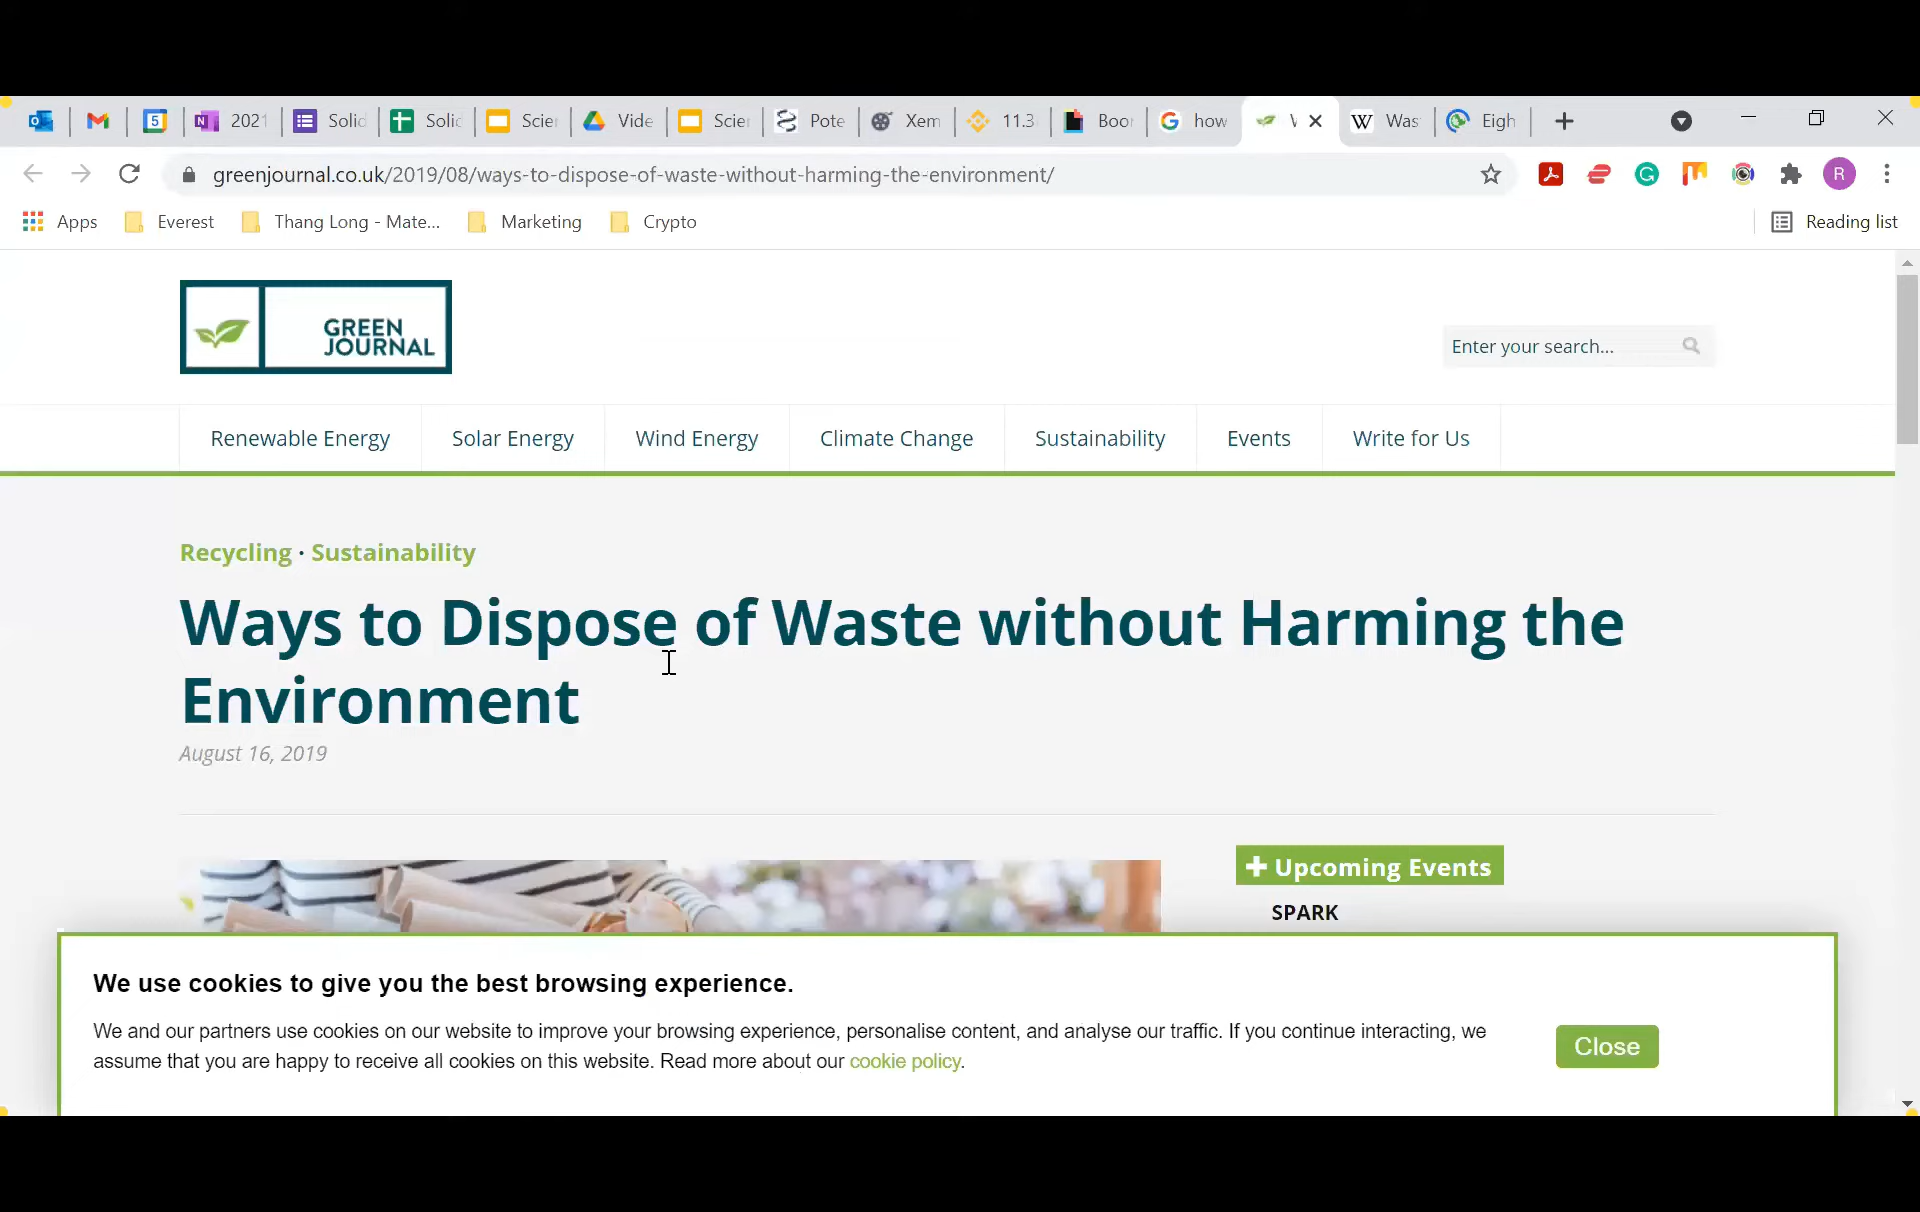 2021 Solid Solid Scien Vide Scien Pote Xem 11.3 Boor how Was Eigh
greenjournal.co.uk/2019/08/ways-to-dispose-of-waste-without-harming-the-environment/
R
Apps Everest Thang Long - Mate... Marketing Crypto Reading list
GREEN
JOURNAL
Enter your search...
Renewable Energy Solar Energy Wind Energy Climate Change Sustainability Events Write for Us
Recycling · Sustainability
Ways to Dispose of Waste without Harming the
Environment
August 16, 2019
Upcoming Events
SPARK
We use cookies to give you the best browsing experience.
We and our partners use cookies on our website to improve your browsing experience, personalise content, and analyse our traffic. If you continue interacting, we
assume that you are happy to receive all cookies on this website. Read more about our cookie policy.
Close